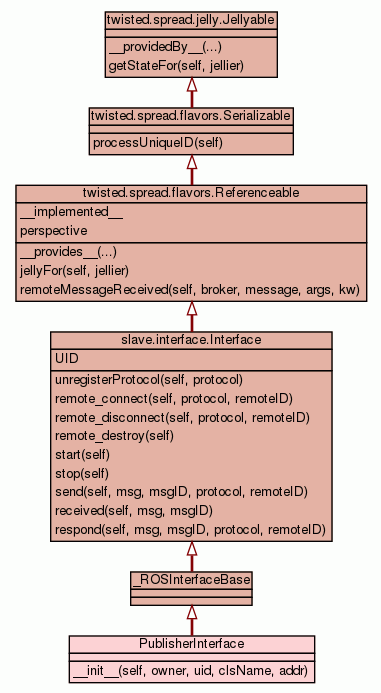 twisted.spread.jelly.Jellyable
__providedBy__(...)
getStateFor(self, jellier)
twisted.spread.flavors.Serializable
processUniqueID(self)
twisted.spread.flavors.Referenceable
__implemented__
perspective
__provides__(...)
jellyFor(self, jellier)
remoteMessageReceived(self, broker, message, args, kw)
slave.interface.Interface
UID
unregisterProtocol(self, protocol)
remote_connect(self, protocol, remoteID)
remote_disconnect(self, protocol, remoteID)
remote_destroy(self)
start(self)
stop(self)
send(self, msg, msgID, protocol, remoteID)
received(self, msg, msgID)
respond(self, msg, msgID, protocol, remoteID)
_ROSInterfaceBase
PublisherInterface
__init__(self, owner, uid, clsName, addr)